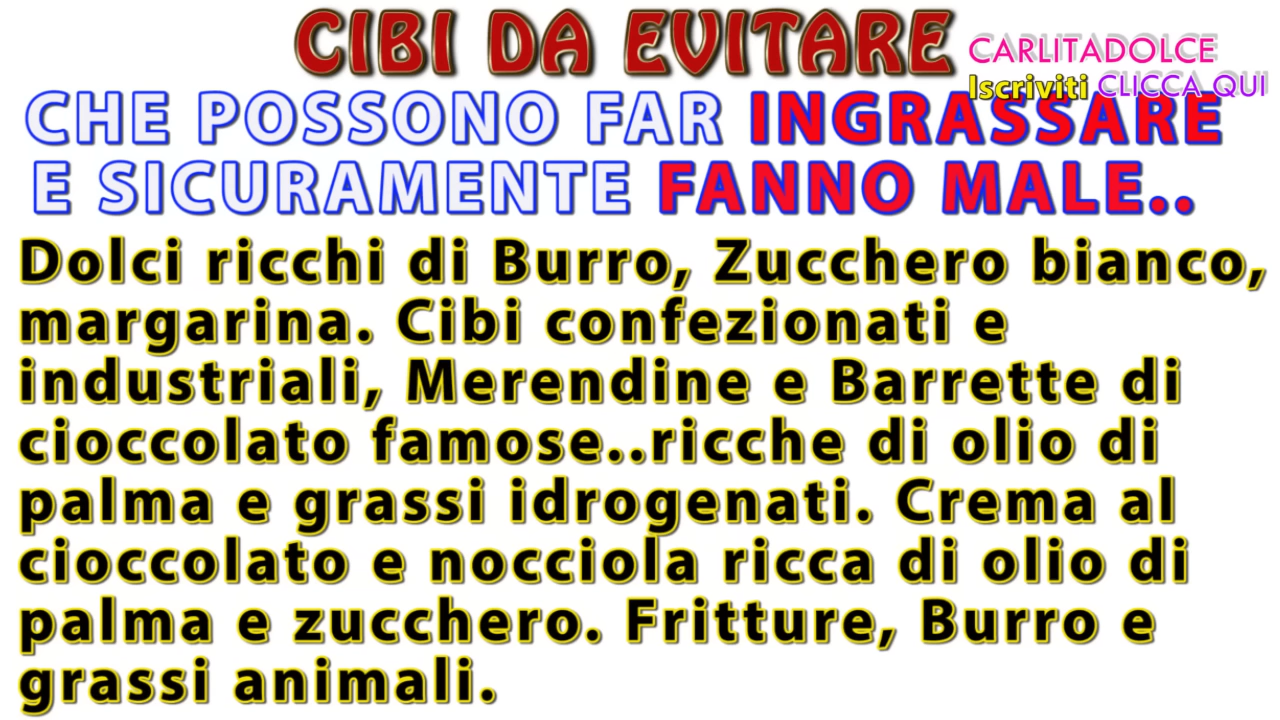 CIBI DA EVITARE
CARLITADOLCE
Iscriviti CLICCA QUI
CHE POSSONO FAR INGRASSARE
E SICURAMENTE FANNO MALE..
Dolci ricchi di Burro, Zucchero bianco,
margarina. Cibi confezionati e
industriali, Merendine e Barrette di
cioccolato famose..ricche di olio di
palma e grassi idrogenati. Crema al
cioccolato e nocciola ricca di olio di
palma e zucchero. Fritture, Burro e
grassi animali.